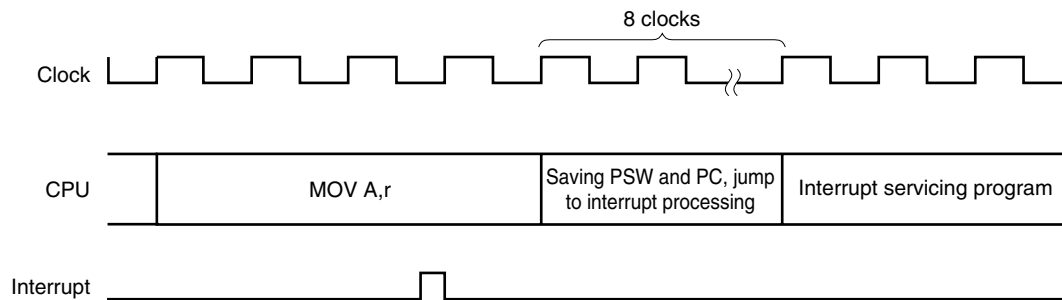 8 clocks
Clock
CPU
MOV A,r
Saving PSW and PC, jump
to interrupt processing
Interrupt servicing program
Interrupt